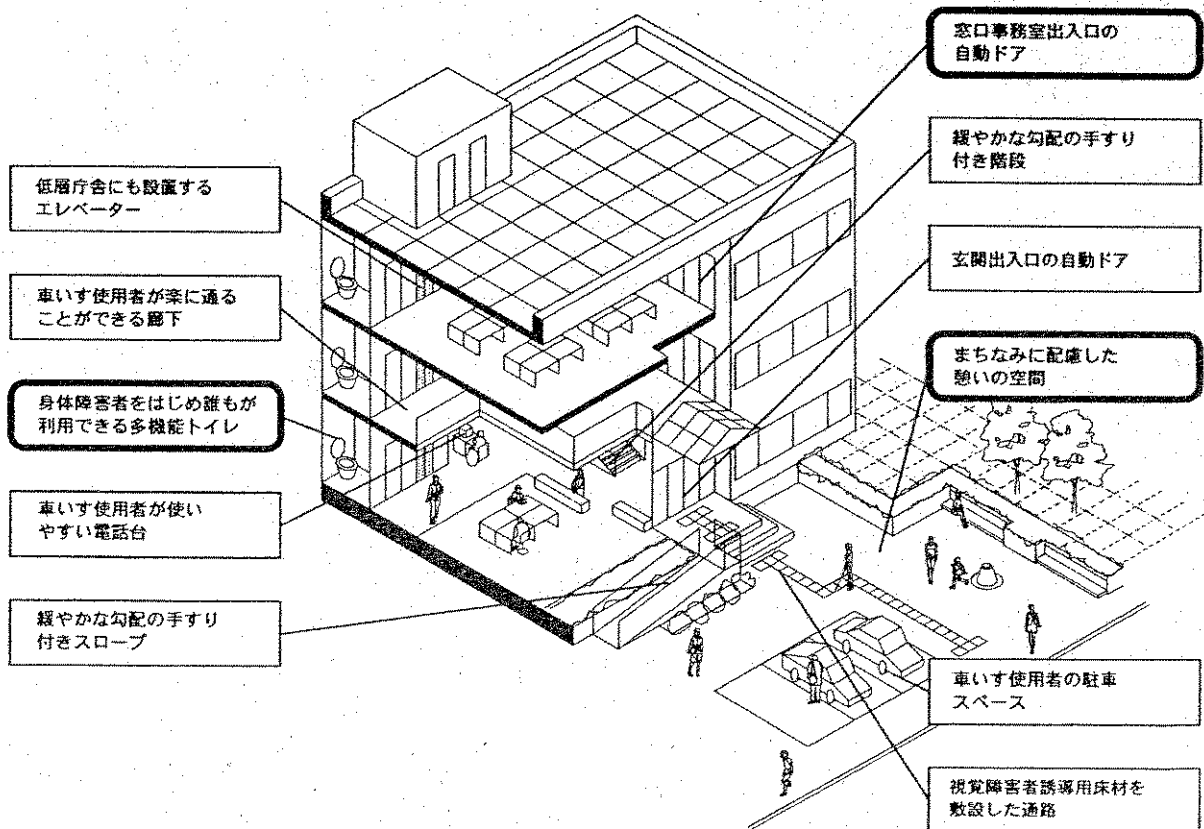 低層庁舎にも設置する
エレベーター
車いす使用者が楽に通る
ことができる廊下
身体障害者をはじめ誰もが
利用できる多機能トイレ
車いす使用者が使い
やすい電話台
緩やかな勾配の手すり
付きスロープ
窓口事務室出入口の
自動ドア
緩やかな勾配の手すり
付き階段
玄関出入口の自動ドア
まちなみに配慮した
憩いの空間
車いす使用者の駐車
スペース
視覚障害者誘導用床材を
敷設した通路